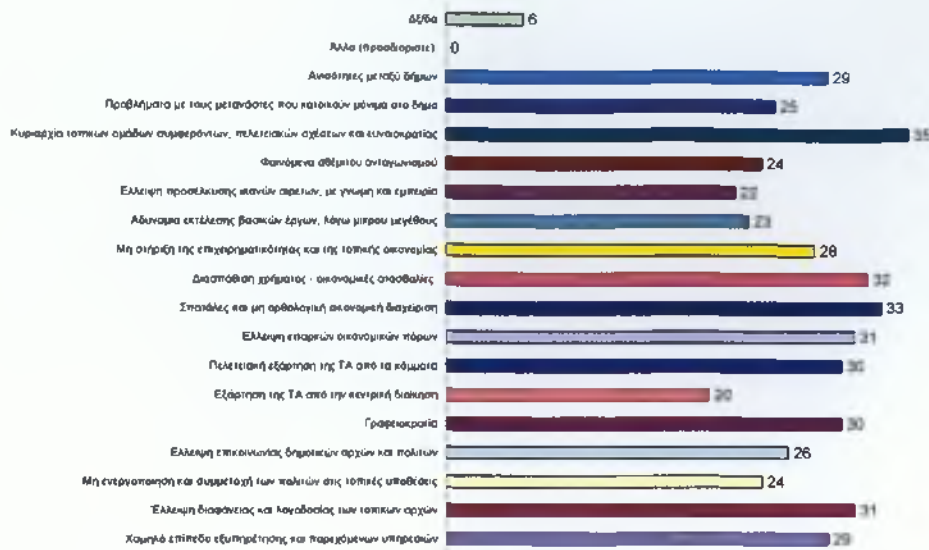 ΔΞ/δα 6
Άλλο (προσδιορίστε) 0
Ανισότητες μεταξύ δήμων 29
Προβλήματα με τους μετανάστες που κατοικούν μόνιμα στο δήμο 25
Κυριαρχία τοπικών ομάδων συμφερόντων, πελατειακών σχέσεων και ευνοιοκρατίας 35
Φαινόμενα αθέμιτου ανταγωνισμού 24
Ελλειψη προσέλκυσης ικανών αιρετών, με γνώμη και εμπειρία 22
Αδυναμία εκτέλεσης βασικών έργων, λόγω μικρού μεγέθους 23
Μη στήριξη της επιχειρηματικότητας και της τοπικής οικονομίας 28
Διασπάθιση χρήματος - οικονομικές ατασθαλίες 32
Σπατάλες και μη ορθολογική οικονομική διαχείριση 33
Ελλειψη επαρκών οικονομικών πόρων 31
Πελατειακή εξάρτηση της ΤΑ από τα κόμματα 30
Εξάρτηση της ΤΑ από την κεντρική διοίκηση 20
Γραφειοκρατία 30
Ελλειψη επικοινωνίας δημοτικών αρχών και πολιτών 26
Μη ενεργοποίηση και συμμετοχή των πολιτών στις τοπικές υποθέσεις 24
Έλλειψη διαφάνειας και λογοδοσίας των τοπικών αρχών 31
Χαμηλό επίπεδο εξυπηρέτησης και παρεχόμενων υπηρεσιών 29